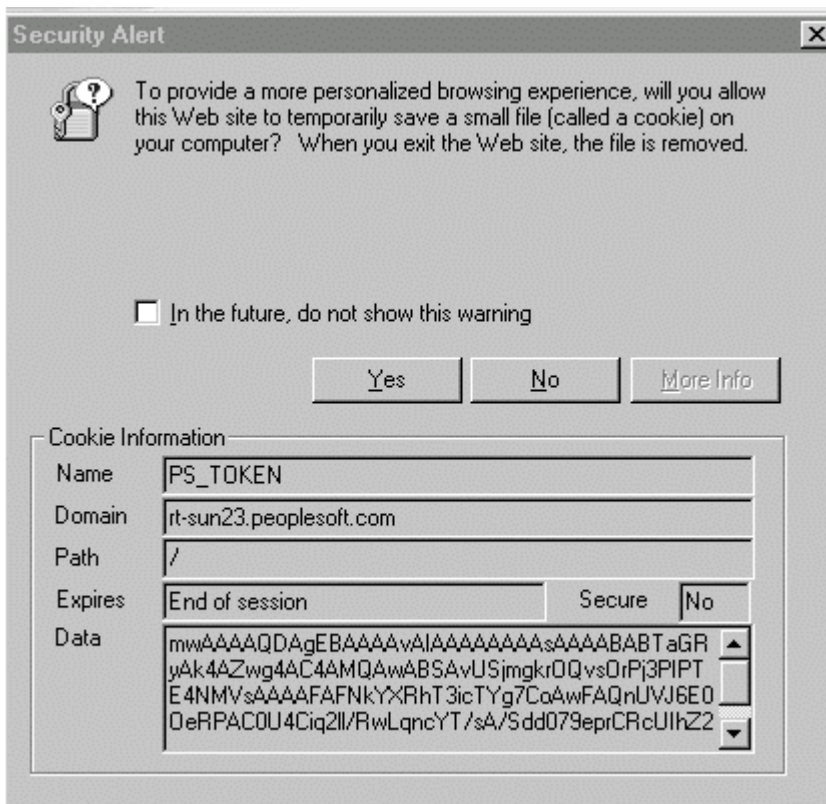 Security Alert
To provide a more personalized browsing experience, will you allow
this Web site to temporarily save a small file (called a cookie) on
your computer? When you exit the Web site, the file is removed.
In the future, do not show this warning
Yes No More Info
Cookie Information
Name PS_TOKEN
Domain rt-sun23.peoplesoft.com
Path /
Expires End of session Secure No
Data